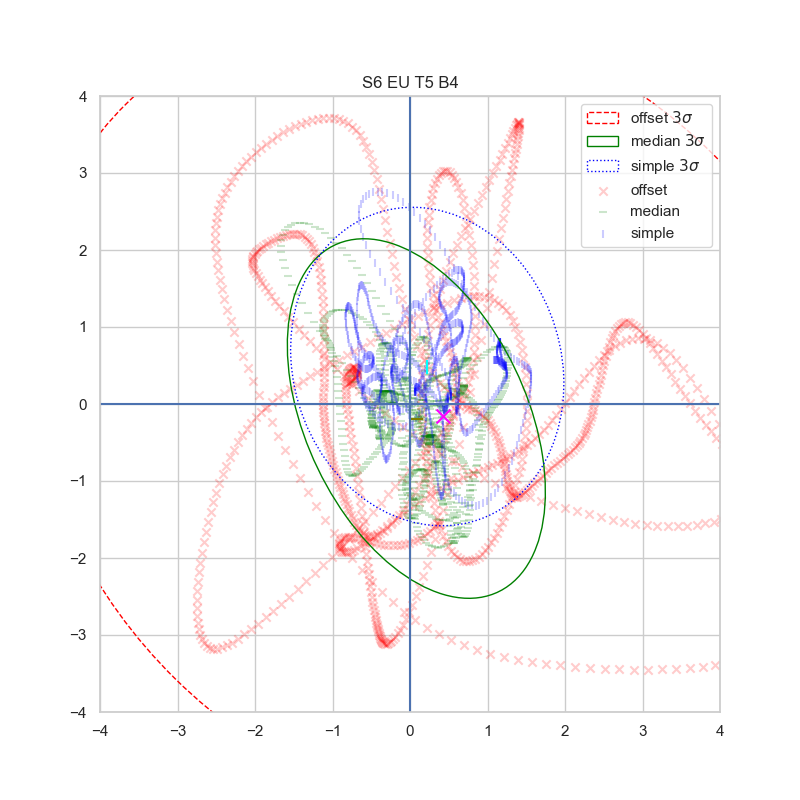 S6 EU T5 B4
offset 3σ
median 3σ
simple 3σ
offset
median
simple
4
3
2
1
0
−1
−2
−3
−4
−4 −3 −2 −1 0 1 2 3 4